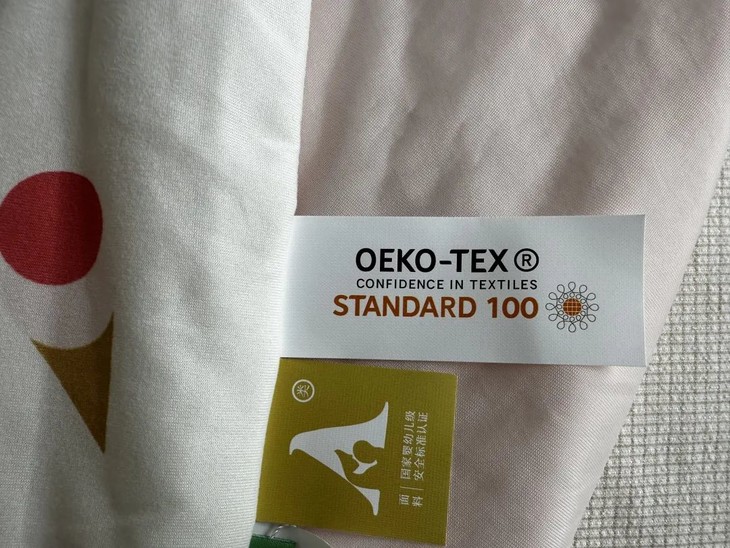 OEKO-TEX®
CONFIDENCE IN TEXTILES
STANDARD 100
A
类
面料
国家婴幼儿级
安全标准认证